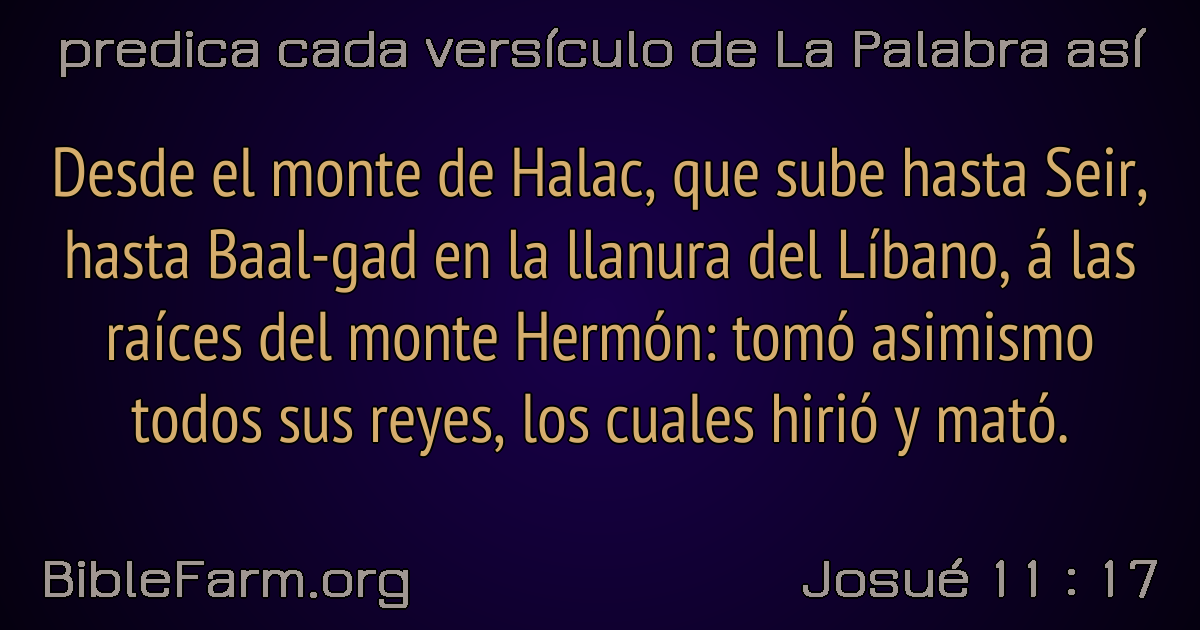 predica cada versículo de La Palabra así
Desde el monte de Halac, que sube hasta Seir,
hasta Baal-gad en la llanura del Líbano, á las
raíces del monte Hermón: tomó asimismo
todos sus reyes, los cuales hirió y mató.
BibleFarm.org
Josué 11 : 17